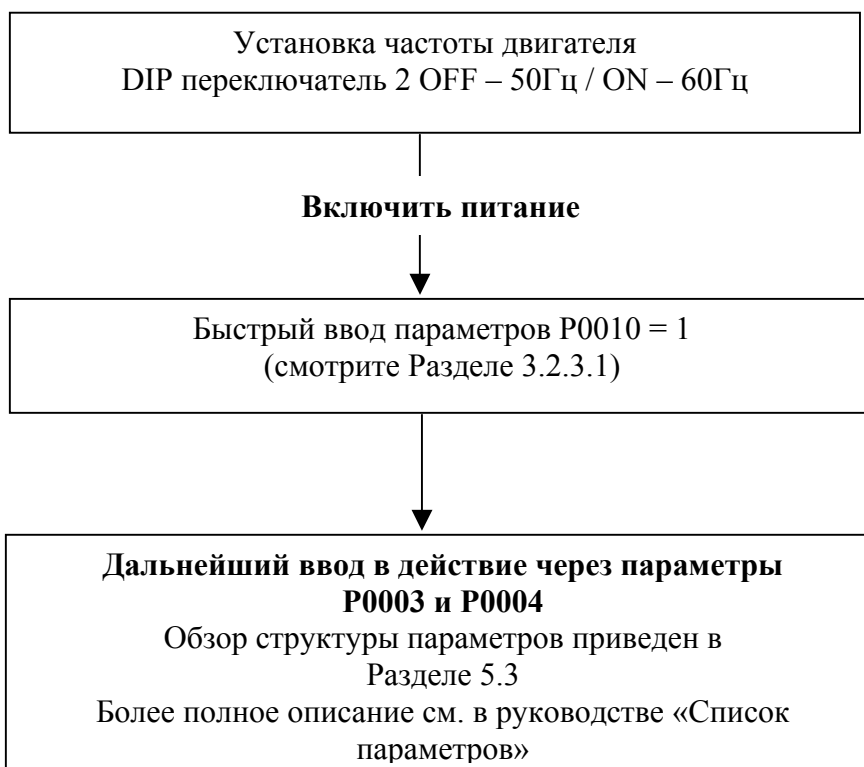 Установка частоты двигателя
DIP переключатель 2 OFF – 50Гц / ON – 60Гц
Включить питание
Быстрый ввод параметров P0010 = 1
(смотрите Разделе 3.2.3.1)
Дальнейший ввод в действие через параметры
P0003 и P0004
Обзор структуры параметров приведен в
Разделе 5.3
Более полное описание см. в руководстве «Список
параметров»